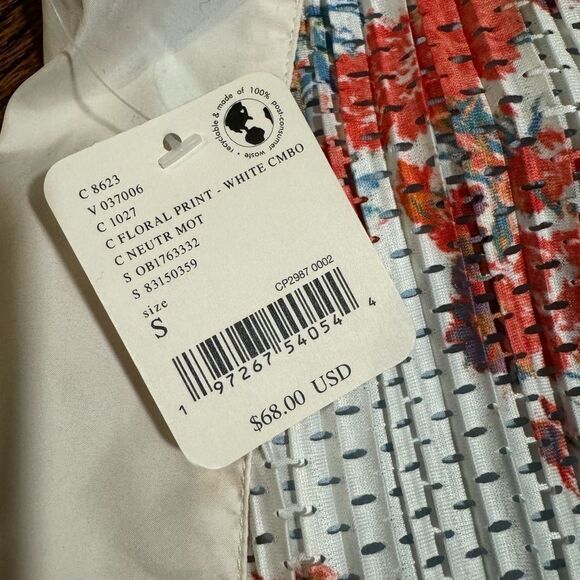 recyclable & made of 100% post-consumer waste •
C 8623
V 037006
C 1027
C FLORAL PRINT - WHITE CMBO
C NEUTR MOT
S OB1763332
S 83150359
size
S
CP2987 0002
1 97267 54054 4
$68.00 USD